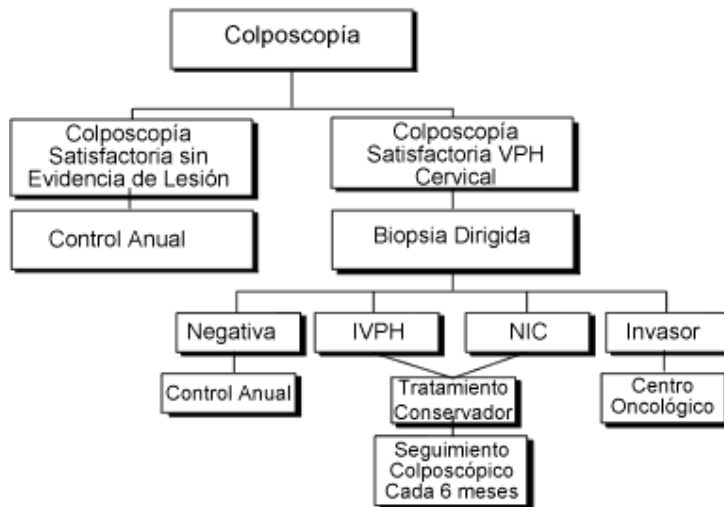 Colposcopía
Colposcopía
Satisfactoria sin
Evidencia de Lesión
Colposcopía
Satisfactoria VPH
Cervical
Control Anual
Biopsia Dirigida
Negativa
IVPH
NIC
Invasor
Control Anual
Tratamiento
Conservador
Centro
Oncológico
Seguimiento
Colposcópico
Cada 6 meses